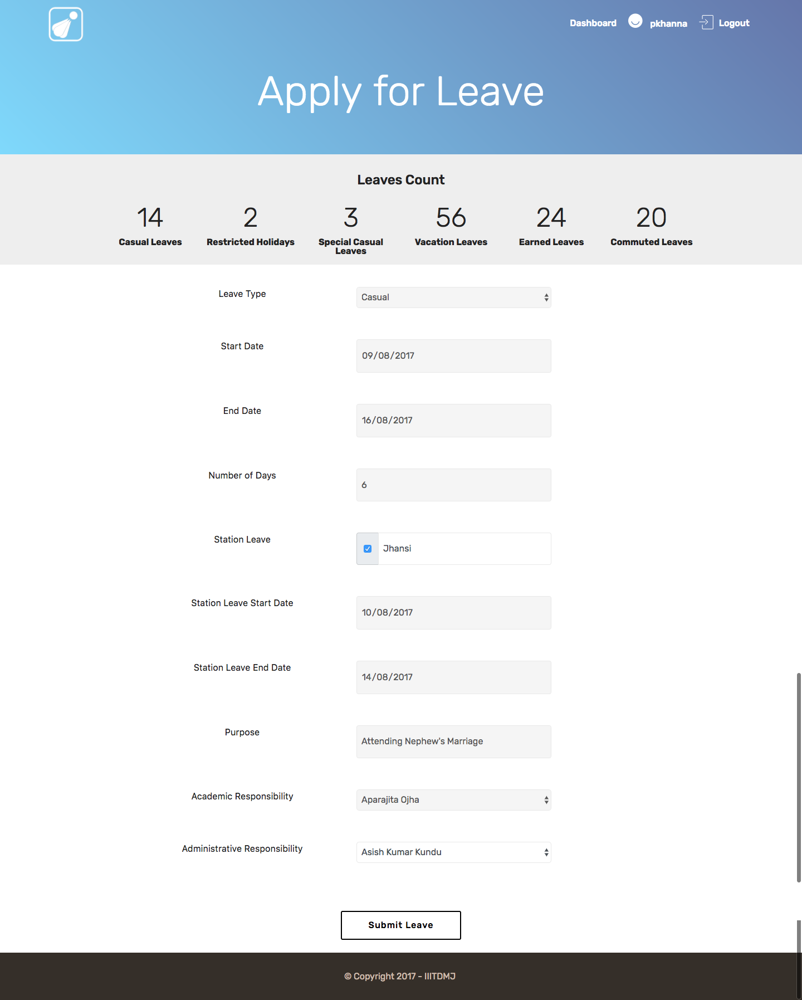 Dashboard pkhanna Logout
Apply for Leave
Leaves Count
14 2 3 56 24 20
Casual Leaves Restricted Holidays Special Casual Leaves Vacation Leaves Earned Leaves Commuted Leaves
Leave Type Casual
Start Date 09/08/2017
End Date 16/08/2017
Number of Days 6
Station Leave Jhansi
Station Leave Start Date 10/08/2017
Station Leave End Date 14/08/2017
Purpose Attending Nephew's Marriage
Academic Responsibility Aparajita Ojha
Administrative Responsibility Asish Kumar Kundu
Submit Leave
© Copyright 2017 - IIITDMJ